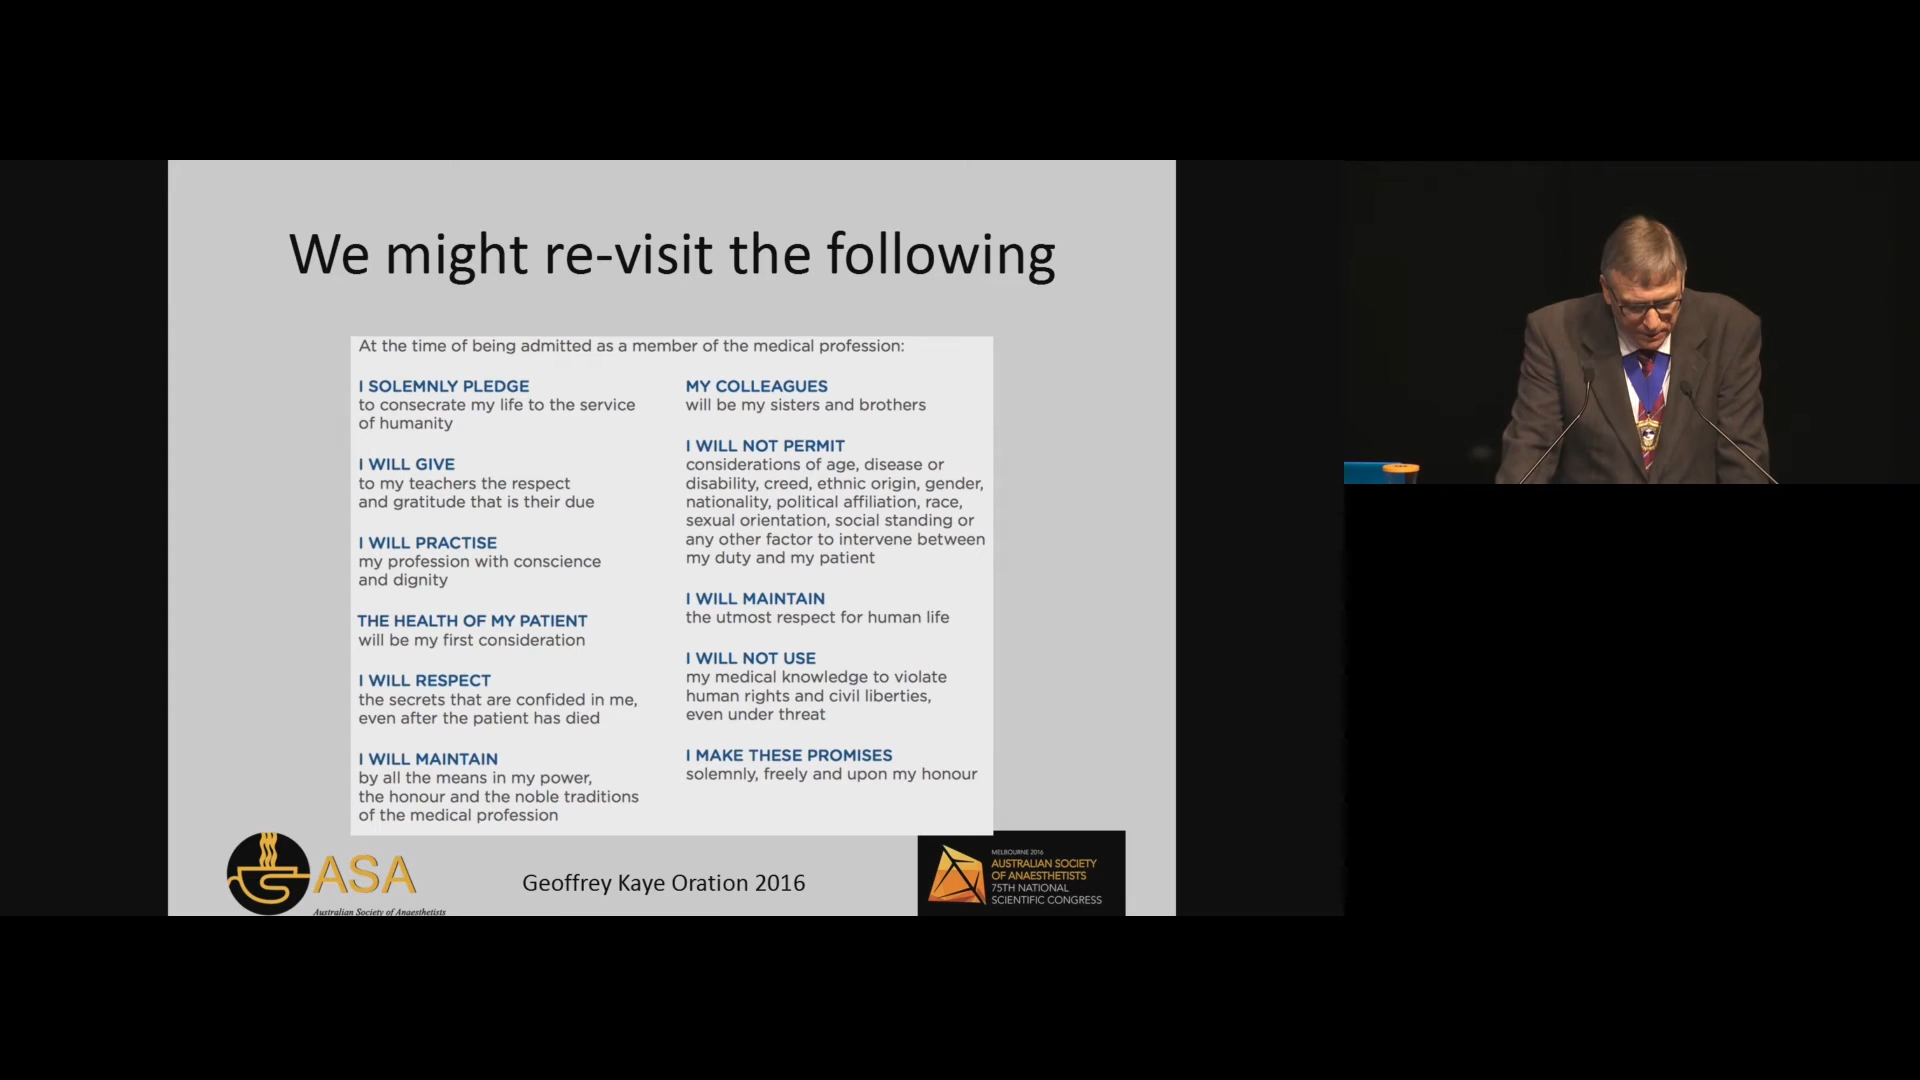 We might re-visit the following
At the time of being admitted as a member of the medical profession:
I SOLEMNLY PLEDGE
to consecrate my life to the service
of humanity
I WILL GIVE
to my teachers the respect
and gratitude that is their due
I WILL PRACTISE
my profession with conscience
and dignity
THE HEALTH OF MY PATIENT
will be my first consideration
I WILL RESPECT
the secrets that are confided in me,
even after the patient has died
I WILL MAINTAIN
by all the means in my power,
the honour and the noble traditions
of the medical profession
MY COLLEAGUES
will be my sisters and brothers
I WILL NOT PERMIT
considerations of age, disease or
disability, creed, ethnic origin, gender,
nationality, political affiliation, race,
sexual orientation, social standing or
any other factor to intervene between
my duty and my patient
I WILL MAINTAIN
the utmost respect for human life
I WILL NOT USE
my medical knowledge to violate
human rights and civil liberties,
even under threat
I MAKE THESE PROMISES
solemnly, freely and upon my honour
ASA
Australian Society of Anaesthetists
Geoffrey Kaye Oration 2016
MELBOURNE 2016
AUSTRALIAN SOCIETY
OF ANAESTHETISTS
75TH NATIONAL
SCIENTIFIC CONGRESS